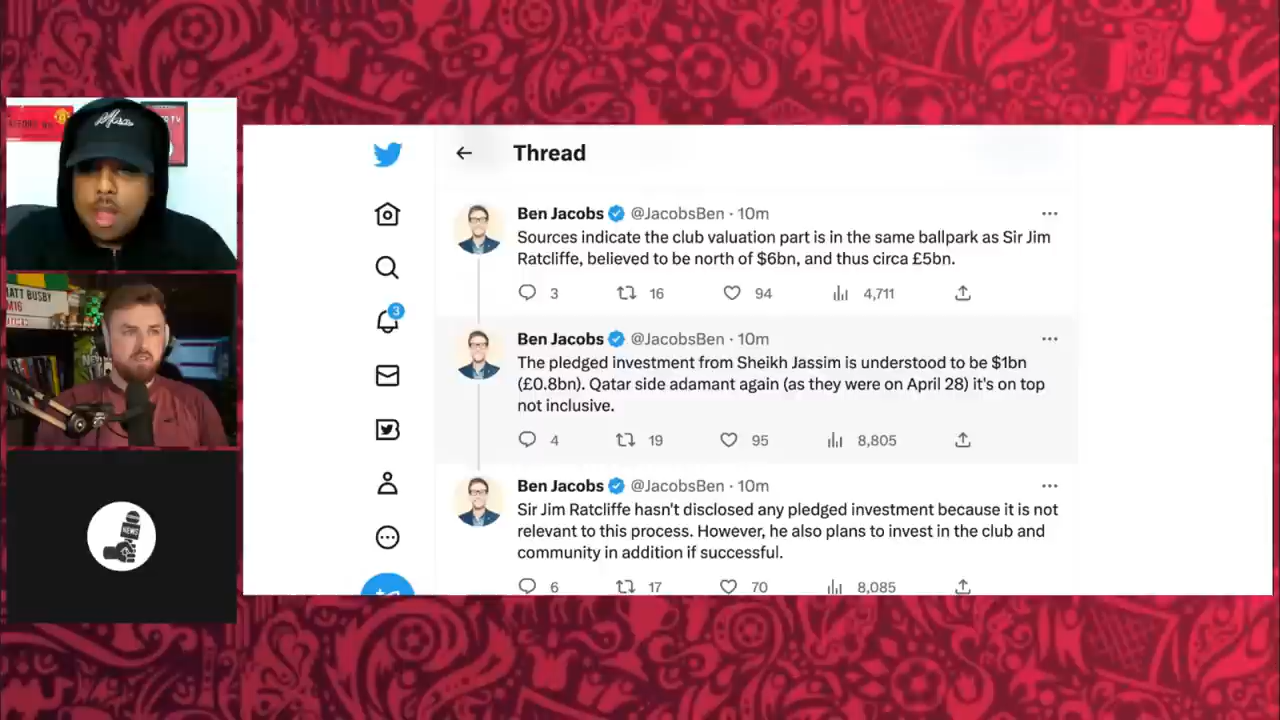 Thread
Ben Jacobs @JacobsBen · 10m
Sources indicate the club valuation part is in the same ballpark as Sir Jim
Ratcliffe, believed to be north of $6bn, and thus circa £5bn.
3 16 94 4,711
Ben Jacobs @JacobsBen · 10m
The pledged investment from Sheikh Jassim is understood to be $1bn
(£0.8bn). Qatar side adamant again (as they were on April 28) it's on top
not inclusive.
4 19 95 8,805
Ben Jacobs @JacobsBen · 10m
Sir Jim Ratcliffe hasn't disclosed any pledged investment because it is not
relevant to this process. However, he also plans to invest in the club and
community in addition if successful.
6 17 70 8,085
3
ATT BUSBY
NEWS